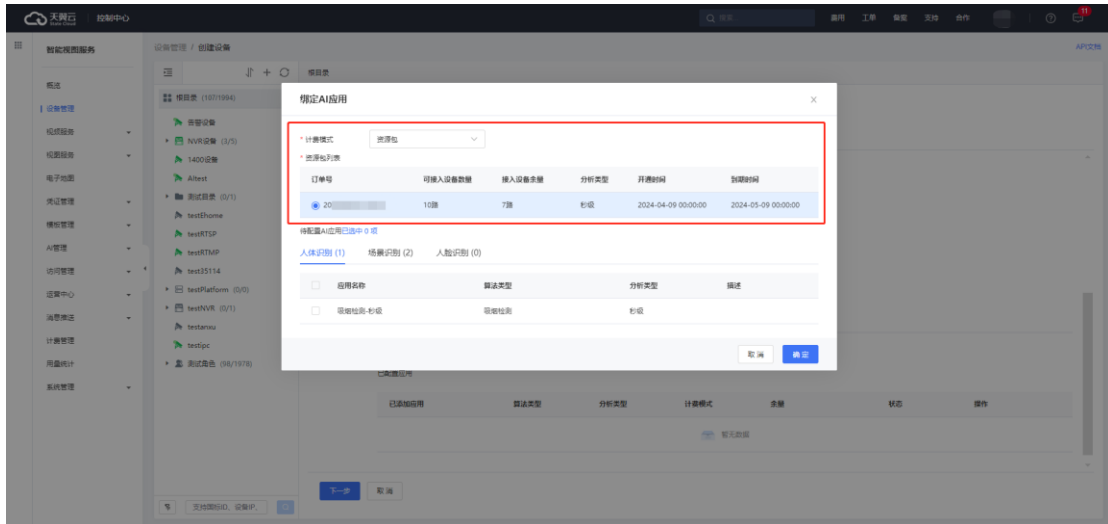 天翼云 控制中心 搜索 费用 工单 备案 支持 合作 11
智能视图服务 设备管理 / 创建设备 API文档
概述
设备管理
视频服务
视图服务
电子地图
凭证管理
模板管理
AI管理
访问管理
运营中心
消息推送
计费管理
用量统计
系统管理
根目录 (197/1984)
告警设备
NVR设备 (3/5)
1400设备
AItest
测试目录 (0/1)
testEhome
testRTSP
testRTMP
test35114
testPlatform (0/0)
testNVR (0/1)
testanxu
testipc
测试角色 (98/1978)
支持国标ID、设备IP、
根目录
绑定AI应用
* 计费模式 资源包
* 资源包列表
订单号 可接入设备数量 接入设备余量 分析类型 开通时间 到期时间
20 10路 7路 秒级 2024-04-09 00:00:00 2024-05-09 00:00:00
待配置AI应用已选中 0 项
人体识别 (1) 场景识别 (2) 人脸识别 (0)
应用名称 算法类型 分析类型 描述
吸烟检测-秒级 吸烟检测 秒级
取消 确定
已配置应用
已添加应用 算法类型 分析类型 计费模式 余量 状态 操作
暂无数据
下一步 取消